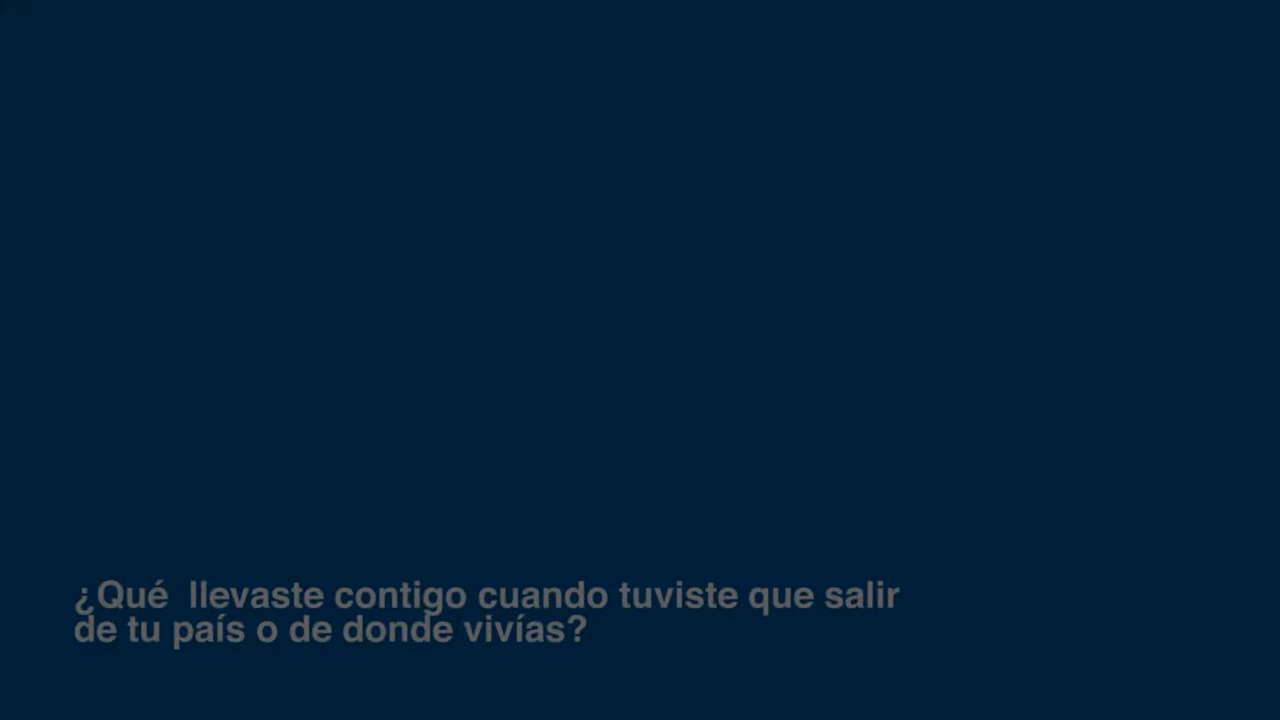 ¿Qué  llevaste contigo cuando tuviste que salir
de tu país o de donde vivías?